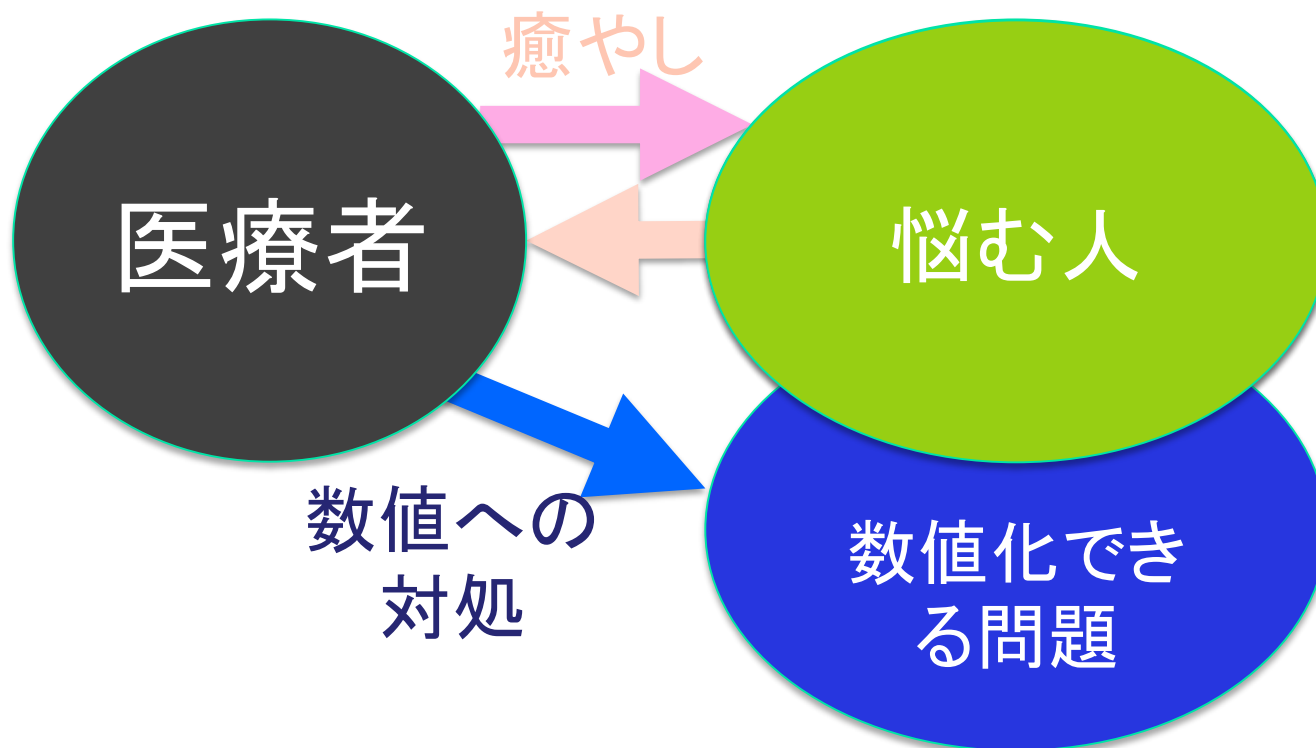 癒やし
医療者
悩む人
数値への
対処
数値化でき
る問題